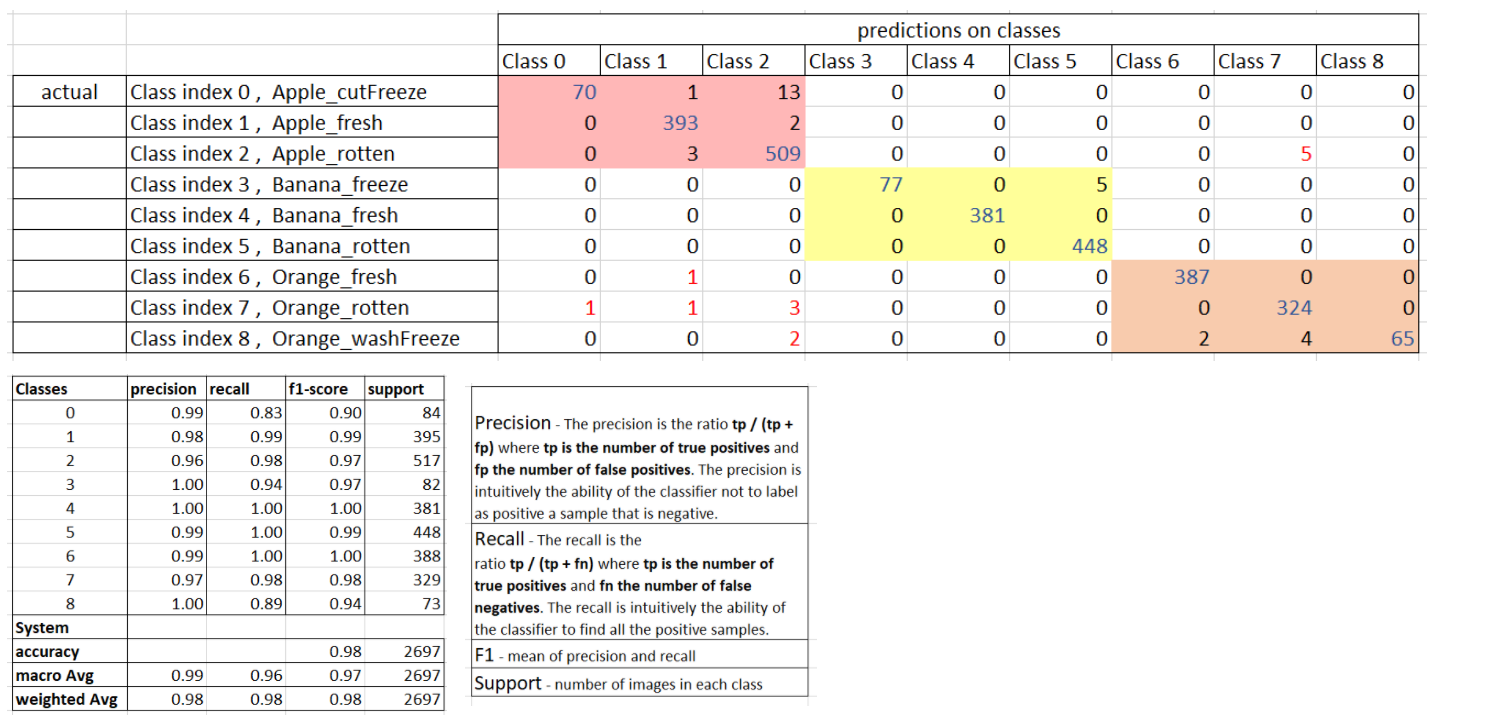 predictions on classes
Class 0 Class 1 Class 2 Class 3 Class 4 Class 5 Class 6 Class 7 Class 8
actual Class index 0 , Apple_cutFreeze 70 1 13 0 0 0 0 0 0
Class index 1 , Apple_fresh 0 393 2 0 0 0 0 0 0
Class index 2 , Apple_rotten 0 3 509 0 0 0 0 5 0
Class index 3 , Banana_freeze 0 0 0 77 0 5 0 0 0
Class index 4 , Banana_fresh 0 0 0 0 381 0 0 0 0
Class index 5 , Banana_rotten 0 0 0 0 0 448 0 0 0
Class index 6 , Orange_fresh 0 1 0 0 0 0 387 0 0
Class index 7 , Orange_rotten 1 1 3 0 0 0 0 324 0
Class index 8 , Orange_washFreeze 0 0 2 0 0 0 2 4 65
Classes precision recall f1-score support
0 0.99 0.83 0.90 84
1 0.98 0.99 0.99 395
2 0.96 0.98 0.97 517
3 1.00 0.94 0.97 82
4 1.00 1.00 1.00 381
5 0.99 1.00 0.99 448
6 0.99 1.00 1.00 388
7 0.97 0.98 0.98 329
8 1.00 0.89 0.94 73
System
accuracy 0.98 2697
macro Avg 0.99 0.96 0.97 2697
weighted Avg 0.98 0.98 0.98 2697
Precision - The precision is the ratio tp / (tp +
fp) where tp is the number of true positives and
fp the number of false positives. The precision is
intuitively the ability of the classifier not to label
as positive a sample that is negative.
Recall - The recall is the
ratio tp / (tp + fn) where tp is the number of
true positives and fn the number of false
negatives. The recall is intuitively the ability of
the classifier to find all the positive samples.
F1 - mean of precision and recall
Support - number of images in each class